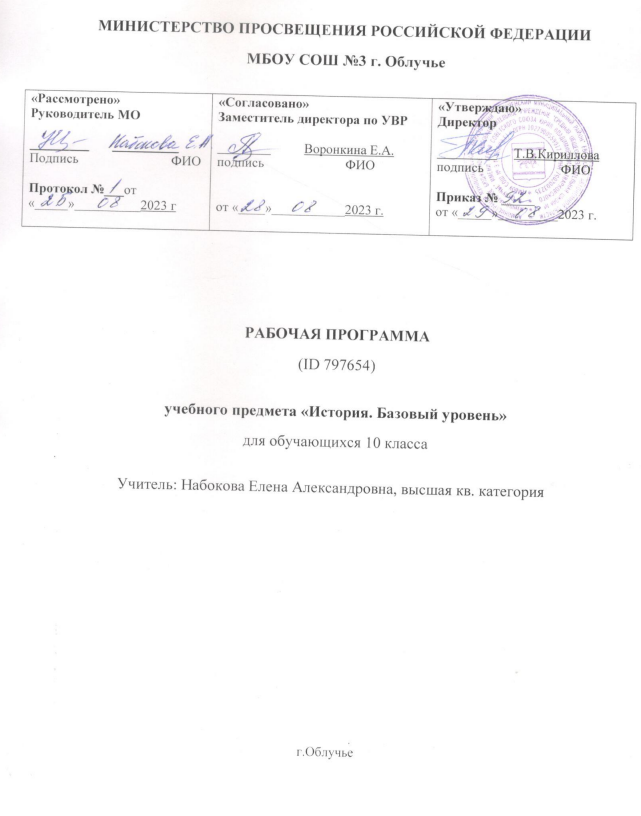 МИНИСТЕРСТВО ПРОСВЕЩЕНИЯ РОССИЙСКОЙ ФЕДЕРАЦИИ
МБОУ СОШ №3 г. Облучье
«Рассмотрено»
Руководитель МО
Подпись ФИО
Протокол № 1 от
«26» 08 2023 г
«Согласовано»
Заместитель директора по УВР
Воронкина Е.А.
подпись ФИО
от «28» 08 2023 г.
«Утверждаю»
Директор
Т.В.Кириллова
подпись ФИО
Приказ № 92
от « 29 » 08 2023 г.
РАБОЧАЯ ПРОГРАММА
(ID 797654)
учебного предмета «История. Базовый уровень»
для обучающихся 10 класса
Учитель: Набокова Елена Александровна, высшая кв. категория
г.Облучье